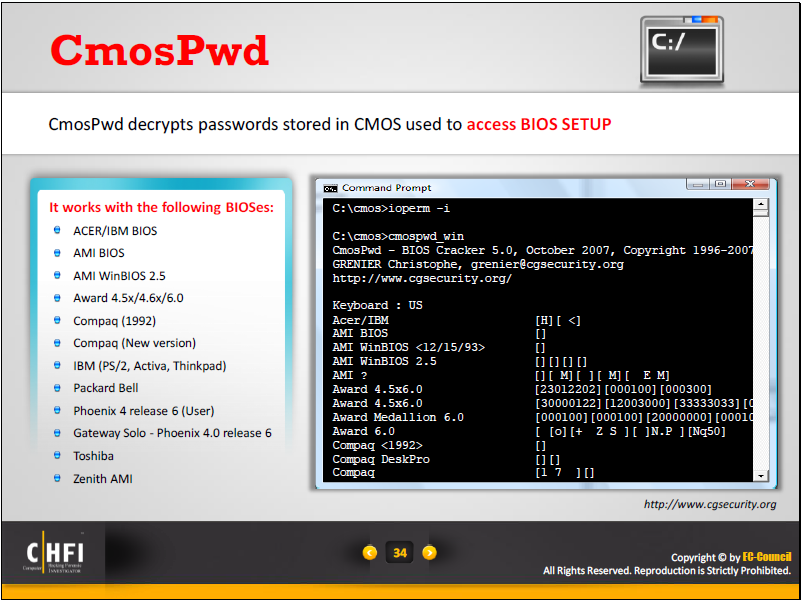 CmosPwd
C:/
CmosPwd decrypts passwords stored in CMOS used to access BIOS SETUP
It works with the following BIOSes:
ACER/IBM BIOS
AMI BIOS
AMI WinBIOS 2.5
Award 4.5x/4.6x/6.0
Compaq (1992)
Compaq (New version)
IBM (PS/2, Activa, Thinkpad)
Packard Bell
Phoenix 4 release 6 (User)
Gateway Solo - Phoenix 4.0 release 6
Toshiba
Zenith AMI
Command Prompt
C:\cmos>ioperm -i
C:\cmos>cmospwd_win
CmosPwd - BIOS Cracker 5.0, October 2007, Copyright 1996-2007
GRENIER Christophe, grenier@cgsecurity.org
http://www.cgsecurity.org/
Keyboard : US
Acer/IBM [H][ <]
AMI BIOS []
AMI WinBIOS <12/15/93> []
AMI WinBIOS 2.5 [][][][]
AMI ? [][ M][ ][ M][ E M]
Award 4.5x6.0 [23012202][000100][000300]
Award 4.5x6.0 [30000122][12003000][33333033][0
Award Medallion 6.0 [000100][000100][20000000][00010
Award 6.0 [ [o][+ Z S ][ ]N.P ][Nq50]
Compaq <1992> []
Compaq DeskPro [][]
Compaq [1 7 ][]
http://www.cgsecurity.org
CHFI
Computer Hacking Forensic
INVESTIGATOR
34
Copyright © by EC-Council
All Rights Reserved. Reproduction is Strictly Prohibited.